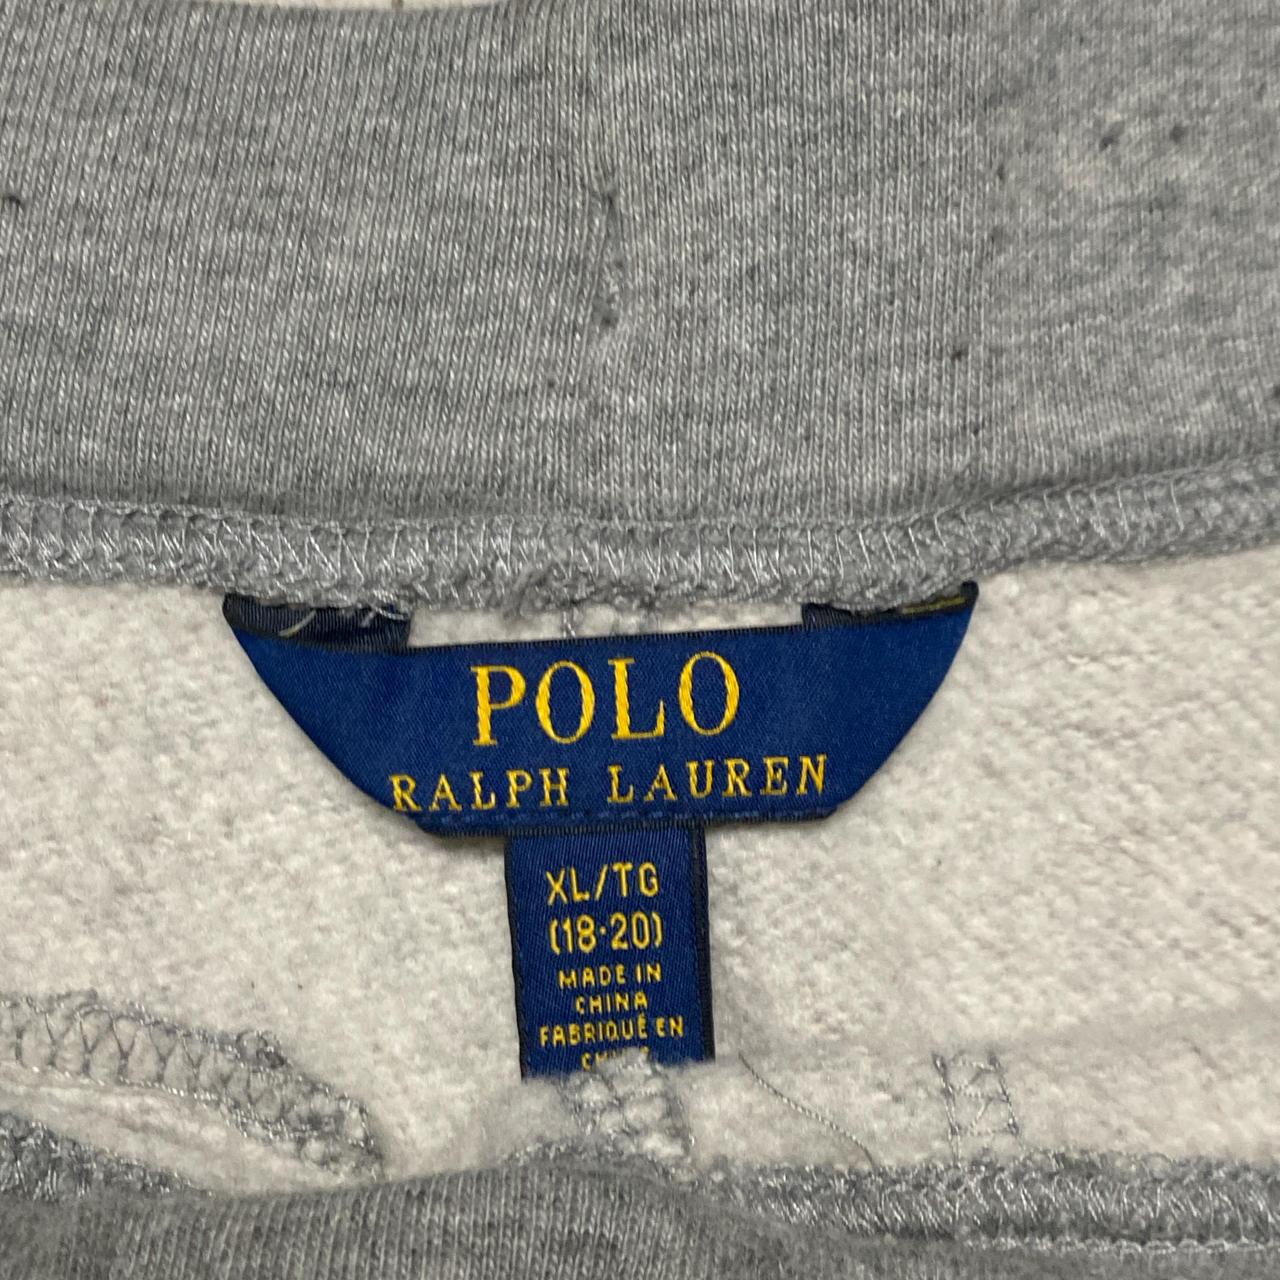 POLO
RALPH LAUREN
XL/TG
(18·20)
MADE IN
CHINA
FABRIQUÉ EN